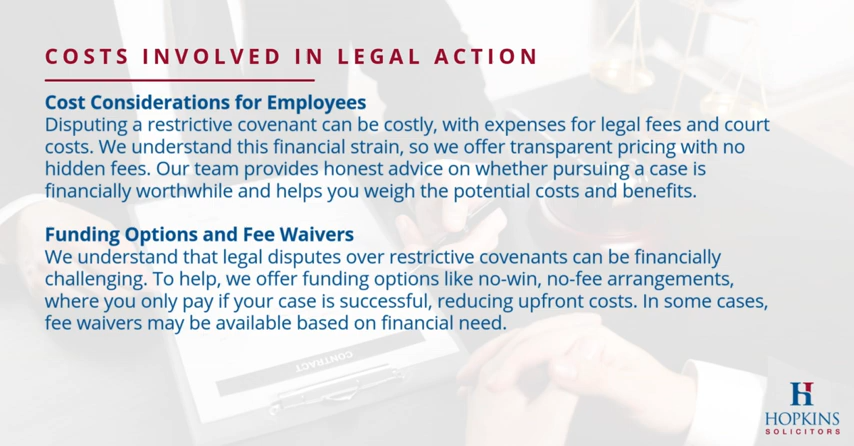 COSTS INVOLVED IN LEGAL ACTION
Cost Considerations for Employees
Disputing a restrictive covenant can be costly, with expenses for legal fees and court
costs. We understand this financial strain, so we offer transparent pricing with no
hidden fees. Our team provides honest advice on whether pursuing a case is
financially worthwhile and helps you weigh the potential costs and benefits.
Funding Options and Fee Waivers
We understand that legal disputes over restrictive covenants can be financially
challenging. To help, we offer funding options like no-win, no-fee arrangements,
where you only pay if your case is successful, reducing upfront costs. In some cases,
fee waivers may be available based on financial need.
CONTRACT
H
HOPKINS
SOLICITORS